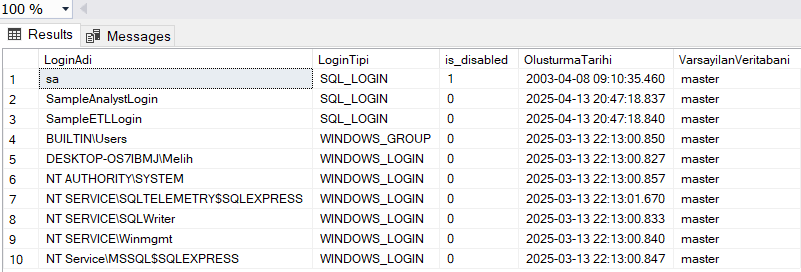 100 %
Results Messages
LoginAdi LoginTipi is_disabled OlusturmaTarihi VarsayilanVeritabani
1 sa SQL_LOGIN 1 2003-04-08 09:10:35.460 master
2 SampleAnalystLogin SQL_LOGIN 0 2025-04-13 20:47:18.837 master
3 SampleETLLogin SQL_LOGIN 0 2025-04-13 20:47:18.840 master
4 BUILTIN\Users WINDOWS_GROUP 0 2025-03-13 22:13:00.850 master
5 DESKTOP-OS7IBMJ\Melih WINDOWS_LOGIN 0 2025-03-13 22:13:00.827 master
6 NT AUTHORITY\SYSTEM WINDOWS_LOGIN 0 2025-03-13 22:13:00.857 master
7 NT SERVICE\SQLTELEMETRY$SQLEXPRESS WINDOWS_LOGIN 0 2025-03-13 22:13:01.670 master
8 NT SERVICE\SQLWriter WINDOWS_LOGIN 0 2025-03-13 22:13:00.833 master
9 NT SERVICE\Winmgmt WINDOWS_LOGIN 0 2025-03-13 22:13:00.840 master
10 NT Service\MSSQL$SQLEXPRESS WINDOWS_LOGIN 0 2025-03-13 22:13:00.847 master